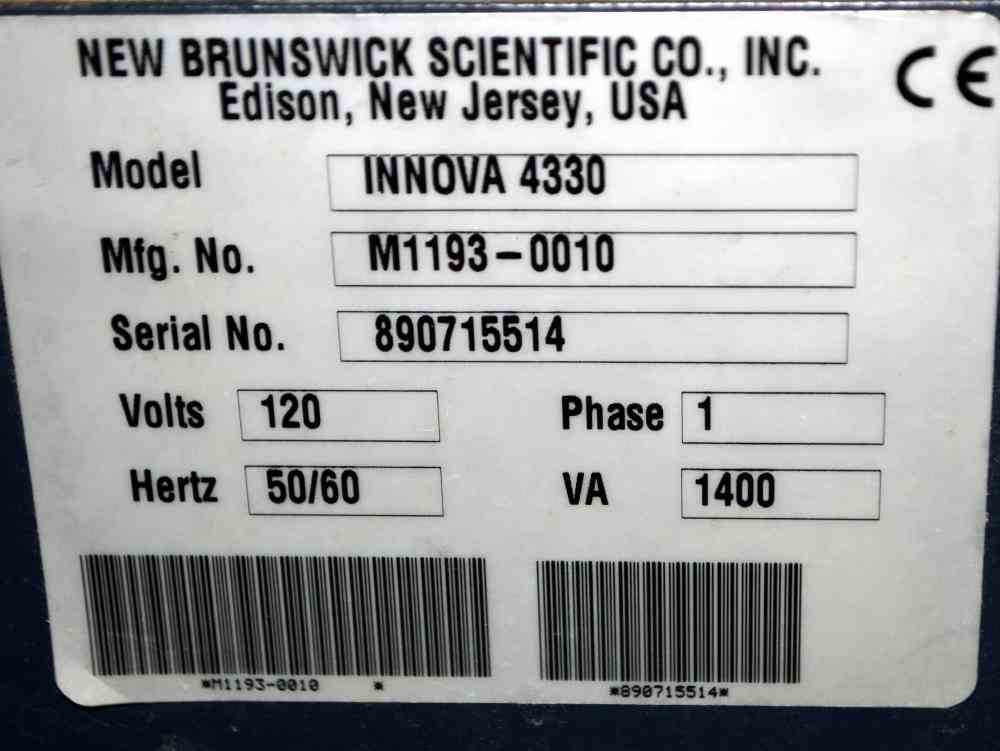 NEW BRUNSWICK SCIENTIFIC CO., INC.
Edison, New Jersey, USA
CE
Model INNOVA 4330
Mfg. No. M1193-0010
Serial No. 890715514
Volts 120 Phase 1
Hertz 50/60 VA 1400
*M1193-0010 * *890715514*